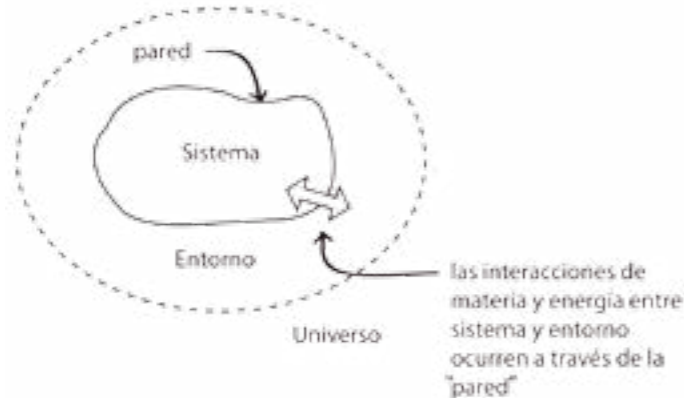 pared
Sistema
Entorno
Universo
las interacciones de
materia y energía entre
sistema y entorno
ocurren a través de la
"pared"